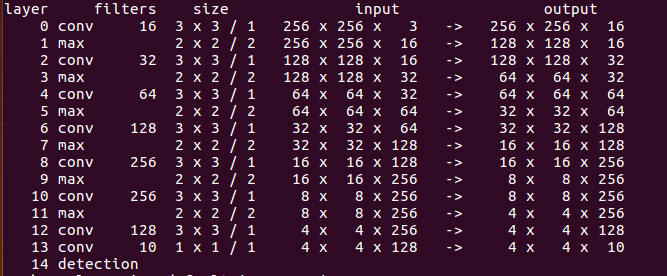 layer     filters    size              input                output
    0 conv     16  3 x 3 / 1   256 x 256 x   3   ->   256 x 256 x  16
    1 max          2 x 2 / 2   256 x 256 x  16   ->   128 x 128 x  16
    2 conv     32  3 x 3 / 1   128 x 128 x  16   ->   128 x 128 x  32
    3 max          2 x 2 / 2   128 x 128 x  32   ->    64 x  64 x  32
    4 conv     64  3 x 3 / 1    64 x  64 x  32   ->    64 x  64 x  64
    5 max          2 x 2 / 2    64 x  64 x  64   ->    32 x  32 x  64
    6 conv    128  3 x 3 / 1    32 x  32 x  64   ->    32 x  32 x 128
    7 max          2 x 2 / 2    32 x  32 x 128   ->    16 x  16 x 128
    8 conv    256  3 x 3 / 1    16 x  16 x 128   ->    16 x  16 x 256
    9 max          2 x 2 / 2    16 x  16 x 256   ->     8 x   8 x 256
   10 conv    256  3 x 3 / 1     8 x   8 x 256   ->     8 x   8 x 256
   11 max          2 x 2 / 2     8 x   8 x 256   ->     4 x   4 x 256
   12 conv    128  3 x 3 / 1     4 x   4 x 256   ->     4 x   4 x 128
   13 conv     10  1 x 1 / 1     4 x   4 x 128   ->     4 x   4 x  10
   14 detection